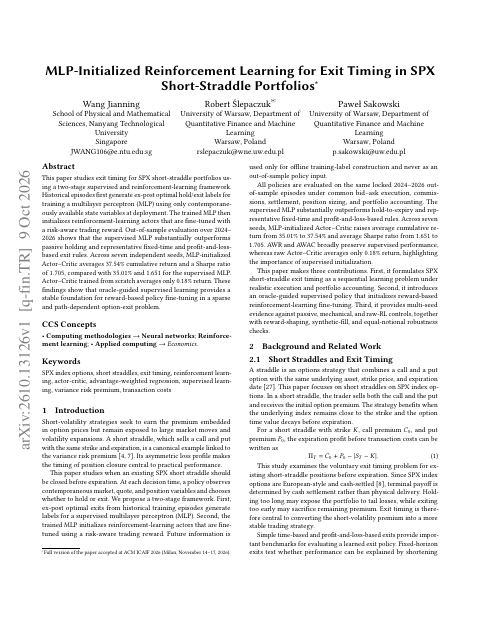 MLP-Initialized Reinforcement Learning for Exit Timing in SPX
Short-Straddle Portfolios*
Wang Jianning
School of Physical and Mathematical
Sciences, Nanyang Technological
University
Singapore
JWANG106@e.ntu.edu.sg
Robert Ślepaczuk✉
University of Warsaw, Department of
Quantitative Finance and Machine
Learning
Warsaw, Poland
rslepaczuk@wne.uw.edu.pl
Paweł Sakowski
University of Warsaw, Department of
Quantitative Finance and Machine
Learning
Warsaw, Poland
p.sakowski@uw.edu.pl
arXiv:2610.13126v1 [q-fin.TR] 9 Oct 2026
Abstract
This paper studies exit timing for SPX short-straddle portfolios us-
ing a two-stage supervised and reinforcement-learning framework.
Historical episodes first generate ex-post optimal hold/exit labels for
training a multilayer perceptron (MLP) using only contemporane-
ously available state variables at deployment. The trained MLP then
initializes reinforcement-learning actors that are fine-tuned with
a risk-aware trading reward. Out-of-sample evaluation over 2024–
2026 shows that the supervised MLP substantially outperforms
passive holding and representative fixed-time and profit-and-loss-
based exit rules. Across seven independent seeds, MLP-initialized
Actor–Critic averages 37.54% cumulative return and a Sharpe ratio
of 1.705, compared with 35.01% and 1.651 for the supervised MLP.
Actor–Critic trained from scratch averages only 0.18% return. These
findings show that oracle-guided supervised learning provides a
stable foundation for reward-based policy fine-tuning in a sparse
and path-dependent option-exit problem.
CCS Concepts
• Computing methodologies → Neural networks; Reinforce-
ment learning; • Applied computing → Economics.
Keywords
SPX index options, short straddles, exit timing, reinforcement learn-
ing, actor-critic, advantage-weighted regression, supervised learn-
ing, variance risk premium, transaction costs
1 Introduction
Short-volatility strategies seek to earn the premium embedded
in option prices but remain exposed to large market moves and
volatility expansions. A short straddle, which sells a call and put
with the same strike and expiration, is a canonical example linked to
the variance risk premium [4, 7]. Its asymmetric loss profile makes
the timing of position closing central to practical performance.
This paper studies when an existing SPX short straddle should
be closed before expiration. At each decision time, a policy observes
contemporaneous market, quote, and position variables and chooses
whether to hold or exit. We propose a two-stage framework. First,
ex-post optimal exits from historical training episodes generate
labels for a supervised multilayer perceptron (MLP). Second, the
trained MLP initializes reinforcement-learning actors that are fine-
tuned using a risk-aware trading reward. Future information is
*Full version of the paper accepted at ACM ICAIF 2026 (Milan, November 14–17, 2026).
used only for offline training-label construction and never as an
out-of-sample policy input.
All policies are evaluated on the same locked 2024–2026 out-
of-sample episodes under common bid–ask execution, commis-
sions, settlement, position sizing, and portfolio accounting. The
supervised MLP substantially outperforms hold-to-expiry and rep-
resentative fixed-time and profit-and-loss-based rules. Across seven
seeds, MLP-initialized Actor–Critic raises average cumulative re-
turn from 35.01% to 37.54% and average Sharpe ratio from 1.651 to
1.705. AWR and AWAC broadly preserve supervised performance,
whereas raw Actor–Critic averages only 0.18% return, highlighting
the importance of supervised initialization.
This paper makes three contributions. First, it formulates SPX
short-straddle exit timing as a sequential learning problem under
realistic execution and portfolio accounting. Second, it introduces
an oracle-guided supervised policy that initializes reward-based
reinforcement-learning fine-tuning. Third, it provides multi-seed
evidence against passive, mechanical, and raw-RL controls, together
with reward-shaping, synthetic-fill, and equal-notional robustness
checks.
2 Background and Related Work
2.1 Short Straddles and Exit Timing
A straddle is an options strategy that combines a call and a put
option with the same underlying asset, strike price, and expiration
date [27]. This paper focuses on short straddles on SPX index op-
tions. In a short straddle, the trader sells both the call and the put
and receives the initial option premium. The strategy benefits when
the underlying index remains close to the strike and the option
time value decays before expiration.
For a short straddle with strike K, call premium C₀, and put
premium P₀, the expiration profit before transaction costs can be
written as
Π_T = C₀ + P₀ − |S_T − K|. (1)
This study examines the voluntary exit timing problem for ex-
isting short-straddle positions before expiration. Since SPX index
options are European-style and cash-settled [8], terminal payoff is
determined by cash settlement rather than physical delivery. Hold-
ing too long may expose the portfolio to tail losses, while exiting
too early may sacrifice remaining premium. Exit timing is there-
fore central to converting the short-volatility premium into a more
stable trading strategy.
Simple time-based and profit-and-loss-based exits provide impor-
tant benchmarks for evaluating a learned exit policy. Fixed-horizon
exits test whether performance can be explained by shortening